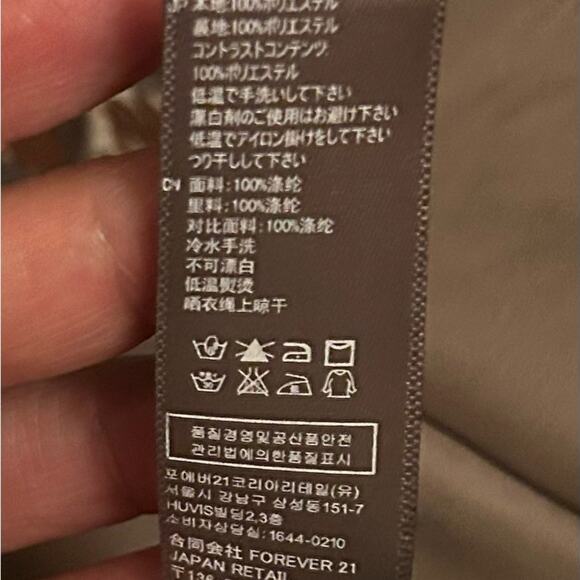 JP 本地:100%ポリエステル
裏地:100%ポリエステル
コントラストコンテンツ:
100%ポリエステル
低温で手洗いして下さい
漂白剤のご使用はお避け下さい
低温でアイロン掛けをして下さい
つり干しして下さい
CN 面料:100%涤纶
里料:100%涤纶
对比面料:100%涤纶
冷水手洗
不可漂白
低温熨烫
晒衣绳上晾干
품질경영및공산품안전
관리법에의한품질표시
포에버21코리아리테일(유)
서울시 강남구 삼성동151-7
HUVIS빌딩2,3층
소비자상담실:1644-0210
合同会社 FOREVER 21
JAPAN RETAIL
〒136